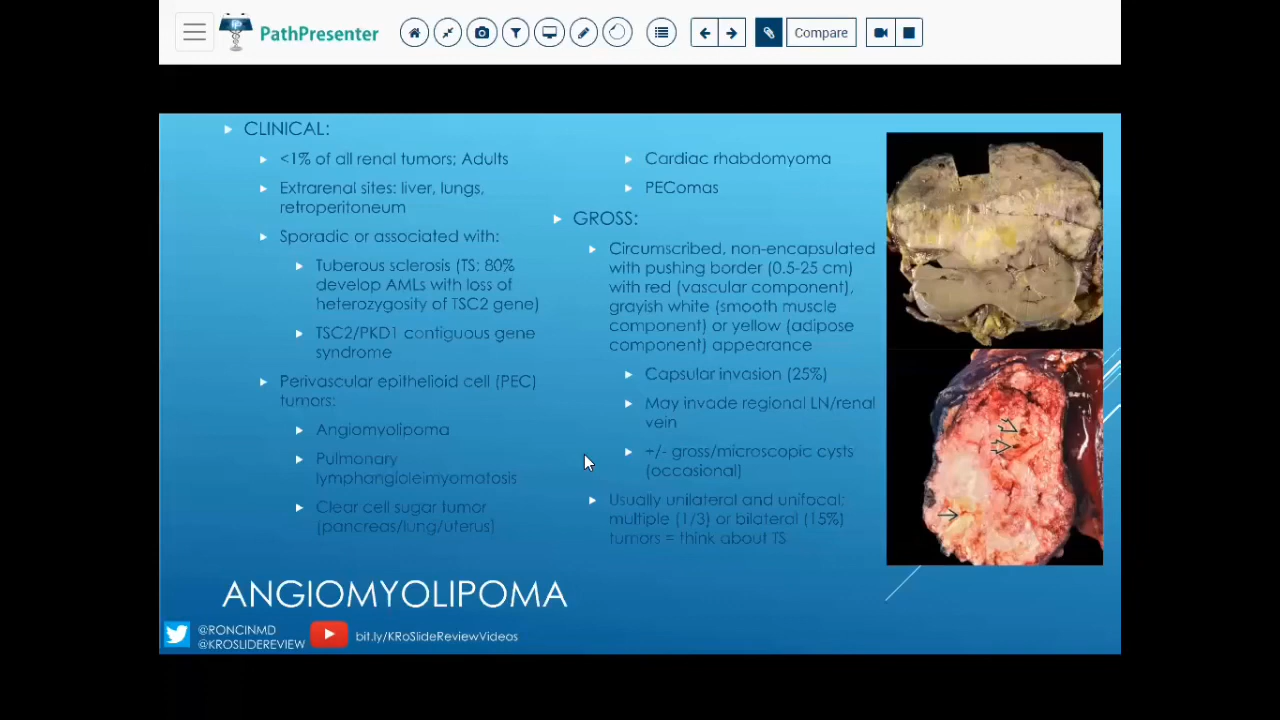 PathPresenter
Compare
CLINICAL:
<1% of all renal tumors; Adults
Extrarenal sites: liver, lungs,
retroperitoneum
Sporadic or associated with:
Tuberous sclerosis (TS; 80%
develop AMLs with loss of
heterozygosity of TSC2 gene)
TSC2/PKD1 contiguous gene
syndrome
Perivascular epithelioid cell (PEC)
tumors:
Angiomyolipoma
Pulmonary
lymphangioleimyomatosis
Clear cell sugar tumor
(pancreas/lung/uterus)
Cardiac rhabdomyoma
PEComas
GROSS:
Circumscribed, non-encapsulated
with pushing border (0.5-25 cm)
with red (vascular component),
grayish white (smooth muscle
component) or yellow (adipose
component) appearance
Capsular invasion (25%)
May invade regional LN/renal
vein
+/- gross/microscopic cysts
(occasional)
Usually unilateral and unifocal;
multiple (1/3) or bilateral (15%)
tumors = think about TS
ANGIOMYOLIPOMA
@RONCINMD
@KROSLIDEREVIEW
bit.ly/KRoSlideReviewVideos